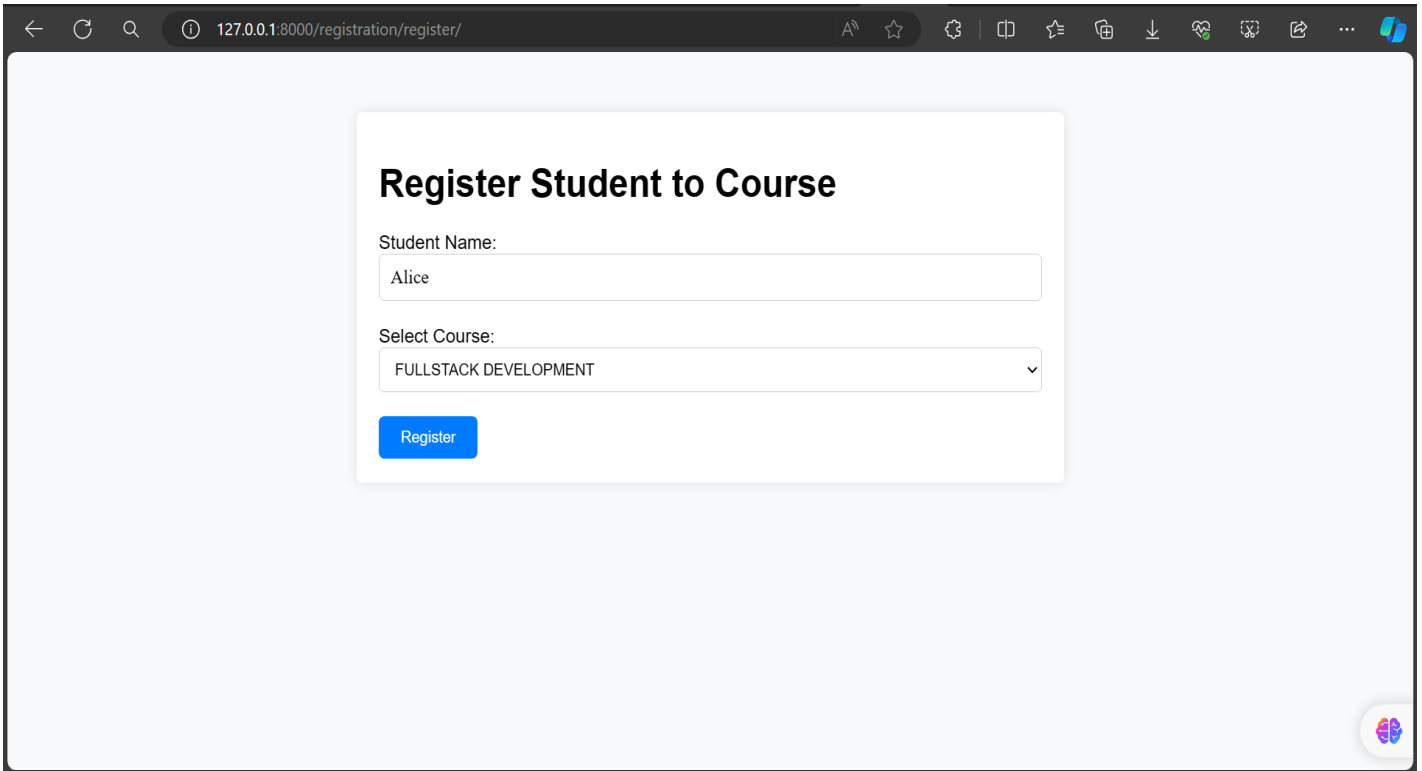 127.0.0.1:8000/registration/register/
Register Student to Course
Student Name:
Alice
Select Course:
FULLSTACK DEVELOPMENT
Register